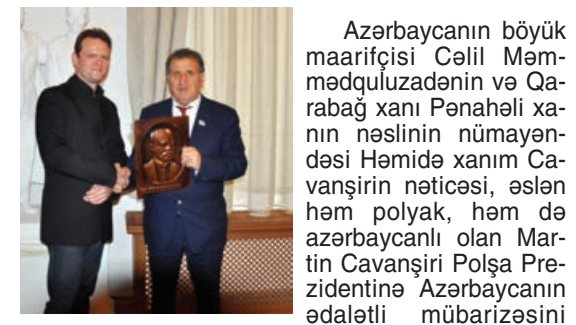 Azərbaycanın böyük
maarifçisi Cəlil Məm-
mədquluzadənin və Qa-
rabağ xanı Pənahəli xa-
nın nəslinin nümayən-
dəsi Həmidə xanım Ca-
vanşirin nəticəsi, əslən
həm polyak, həm də
azərbaycanlı olan Mar-
tin Cavanşiri Polşa Pre-
zidentinə Azərbaycanın
ədalətli mübarizəsini